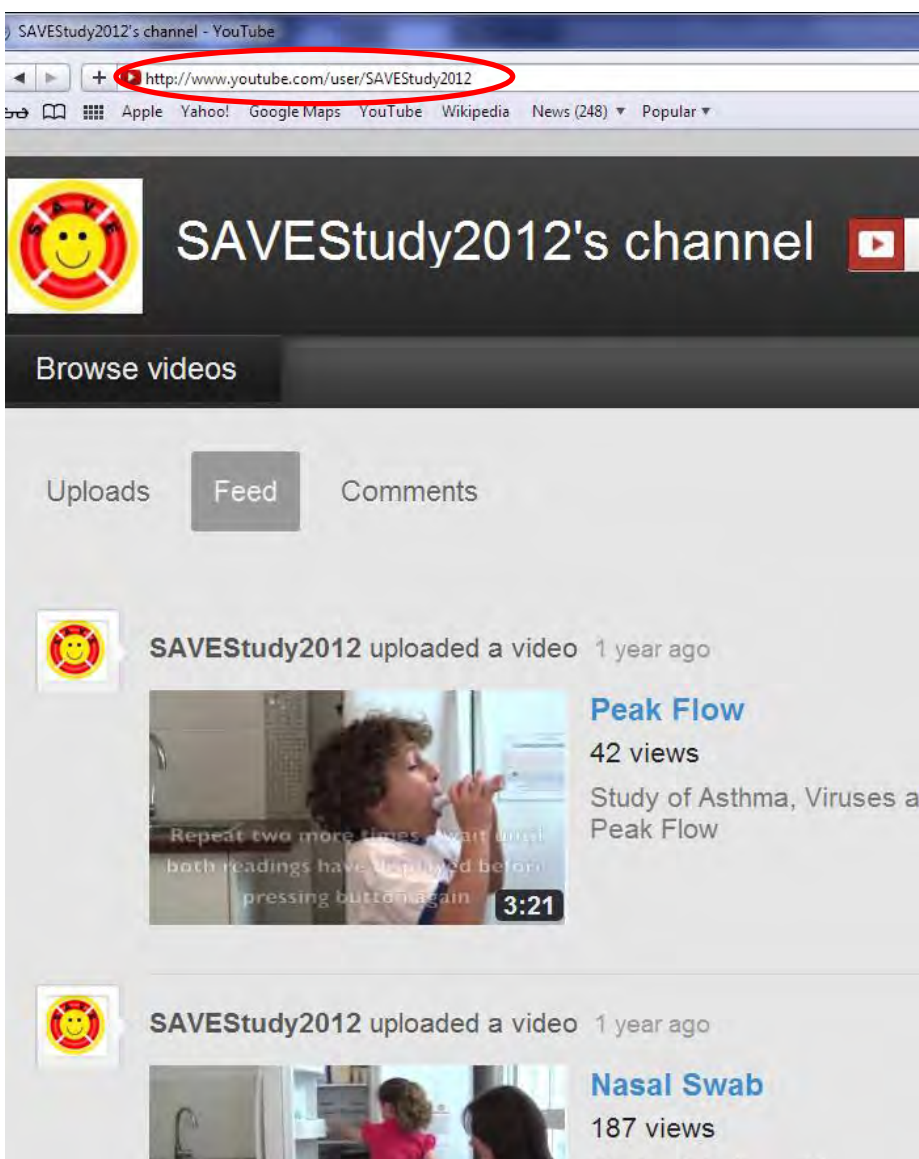 SAVEStudy2012's channel - YouTube
http://www.youtube.com/user/SAVEStudy2012
Apple Yahoo! Google Maps YouTube Wikipedia News (248) ▼ Popular ▼
SAVE
SAVEStudy2012's channel
Browse videos
Uploads Feed Comments
SAVEStudy2012 uploaded a video 1 year ago
Peak Flow
42 views
Study of Asthma, Viruses a
Peak Flow
Repeat two more times - wait until
both readings have displayed before
pressing button again
3:21
SAVEStudy2012 uploaded a video 1 year ago
Nasal Swab
187 views